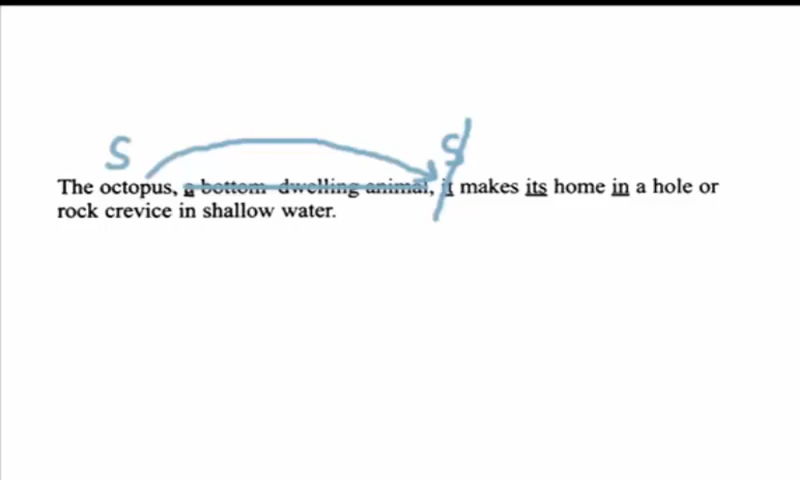 S S
The octopus, a bottom dwelling animal, it makes its home in a hole or
rock crevice in shallow water.